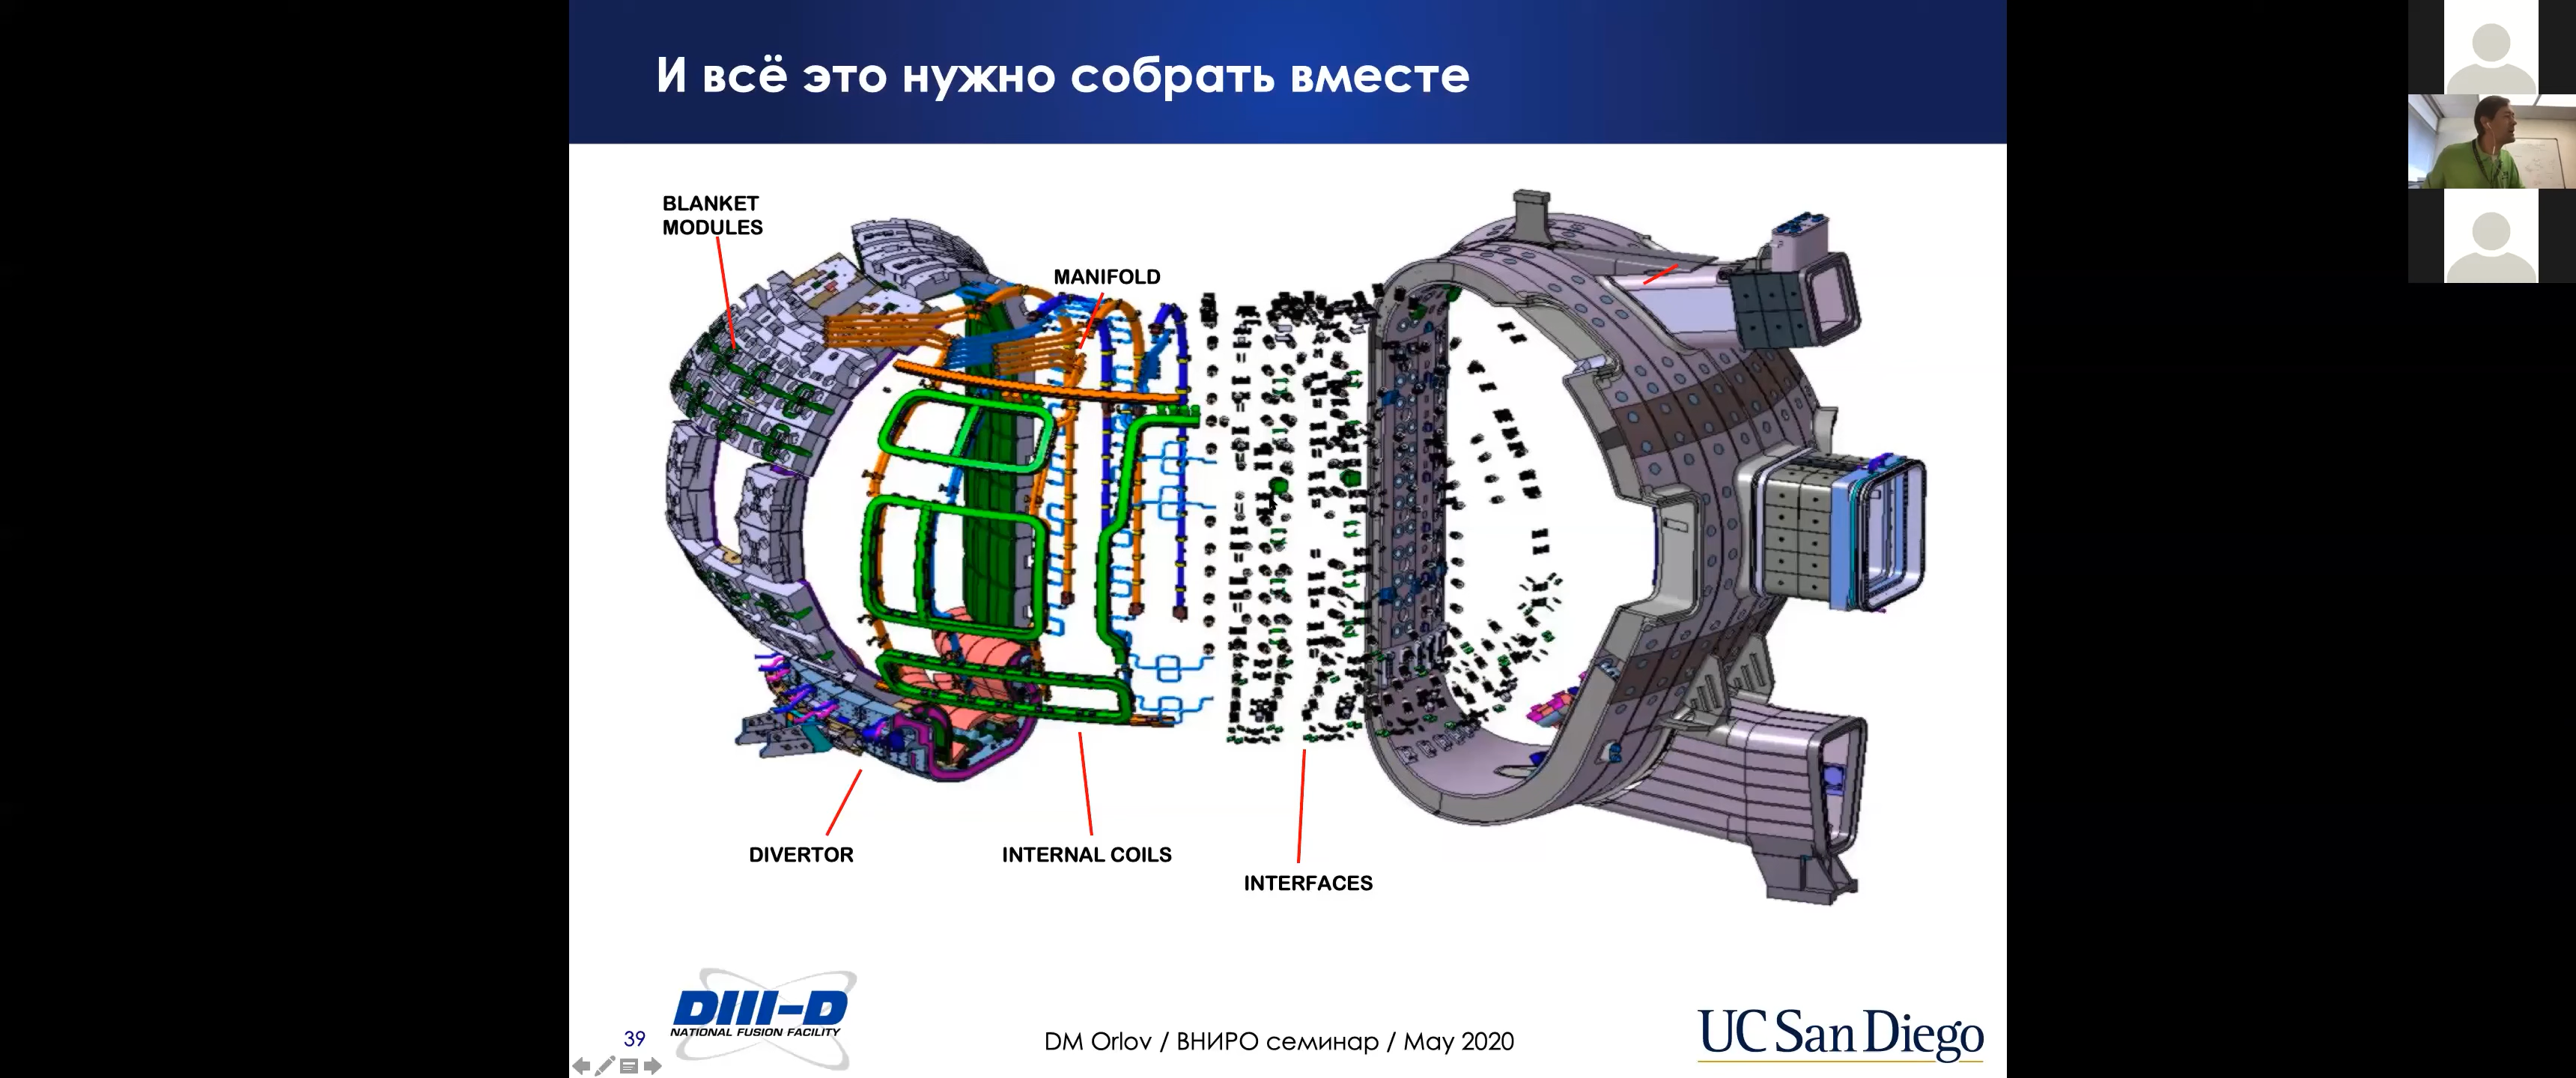 И всё это нужно собрать вместе
BLANKET
MODULES
MANIFOLD
DIVERTOR
INTERNAL COILS
INTERFACES
39
DIII-D
NATIONAL FUSION FACILITY
DM Orlov / ВНИРО семинар / May 2020
UC San Diego